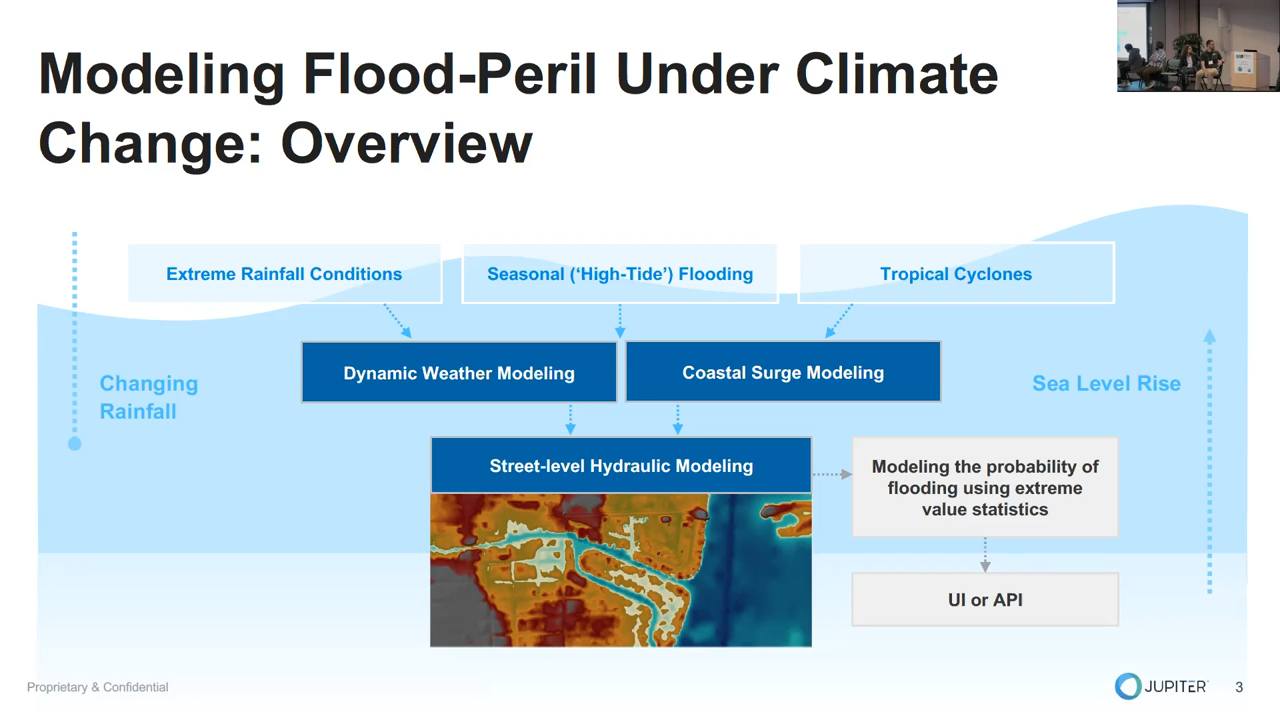 Modeling Flood-Peril Under Climate
Change: Overview
Extreme Rainfall Conditions
Seasonal (‘High-Tide’) Flooding
Tropical Cyclones
Dynamic Weather Modeling
Coastal Surge Modeling
Changing
Rainfall
Sea Level Rise
Street-level Hydraulic Modeling
Modeling the probability of
flooding using extreme
value statistics
UI or API
Proprietary & Confidential
JUPITER
3